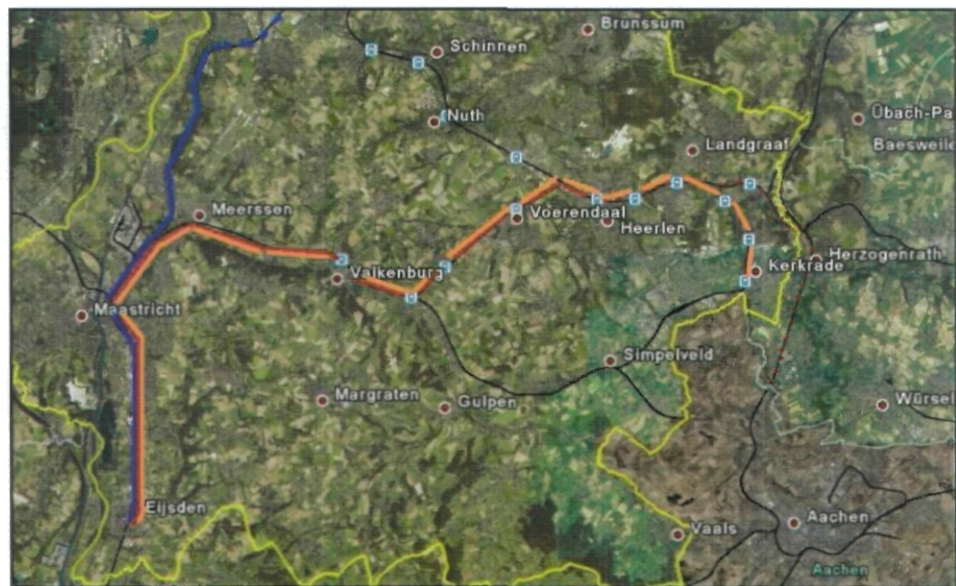 Brunssum
Schinnen
Nuth
Übach-Pa
Landgraaf
Baesweile
Meerssen
Voerendaal
Heerlen
Herzogenrath
Kerkrade
Valkenburg
Maastricht
Simpelveld
Margraten
Gulpen
Würsel
Eijsden
Vaals
Aachen
Aachen